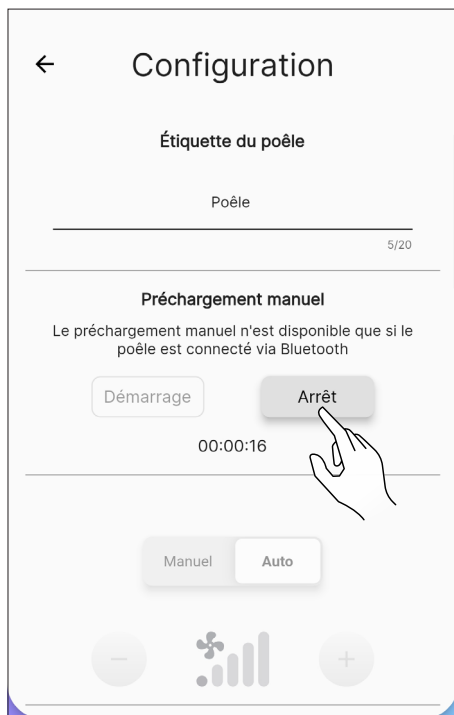 Configuration
Étiquette du poêle
Poêle
5/20
Préchargement manuel
Le préchargement manuel n'est disponible que si le
poêle est connecté via Bluetooth
Démarrage Arrêt
00:00:16
Manuel Auto